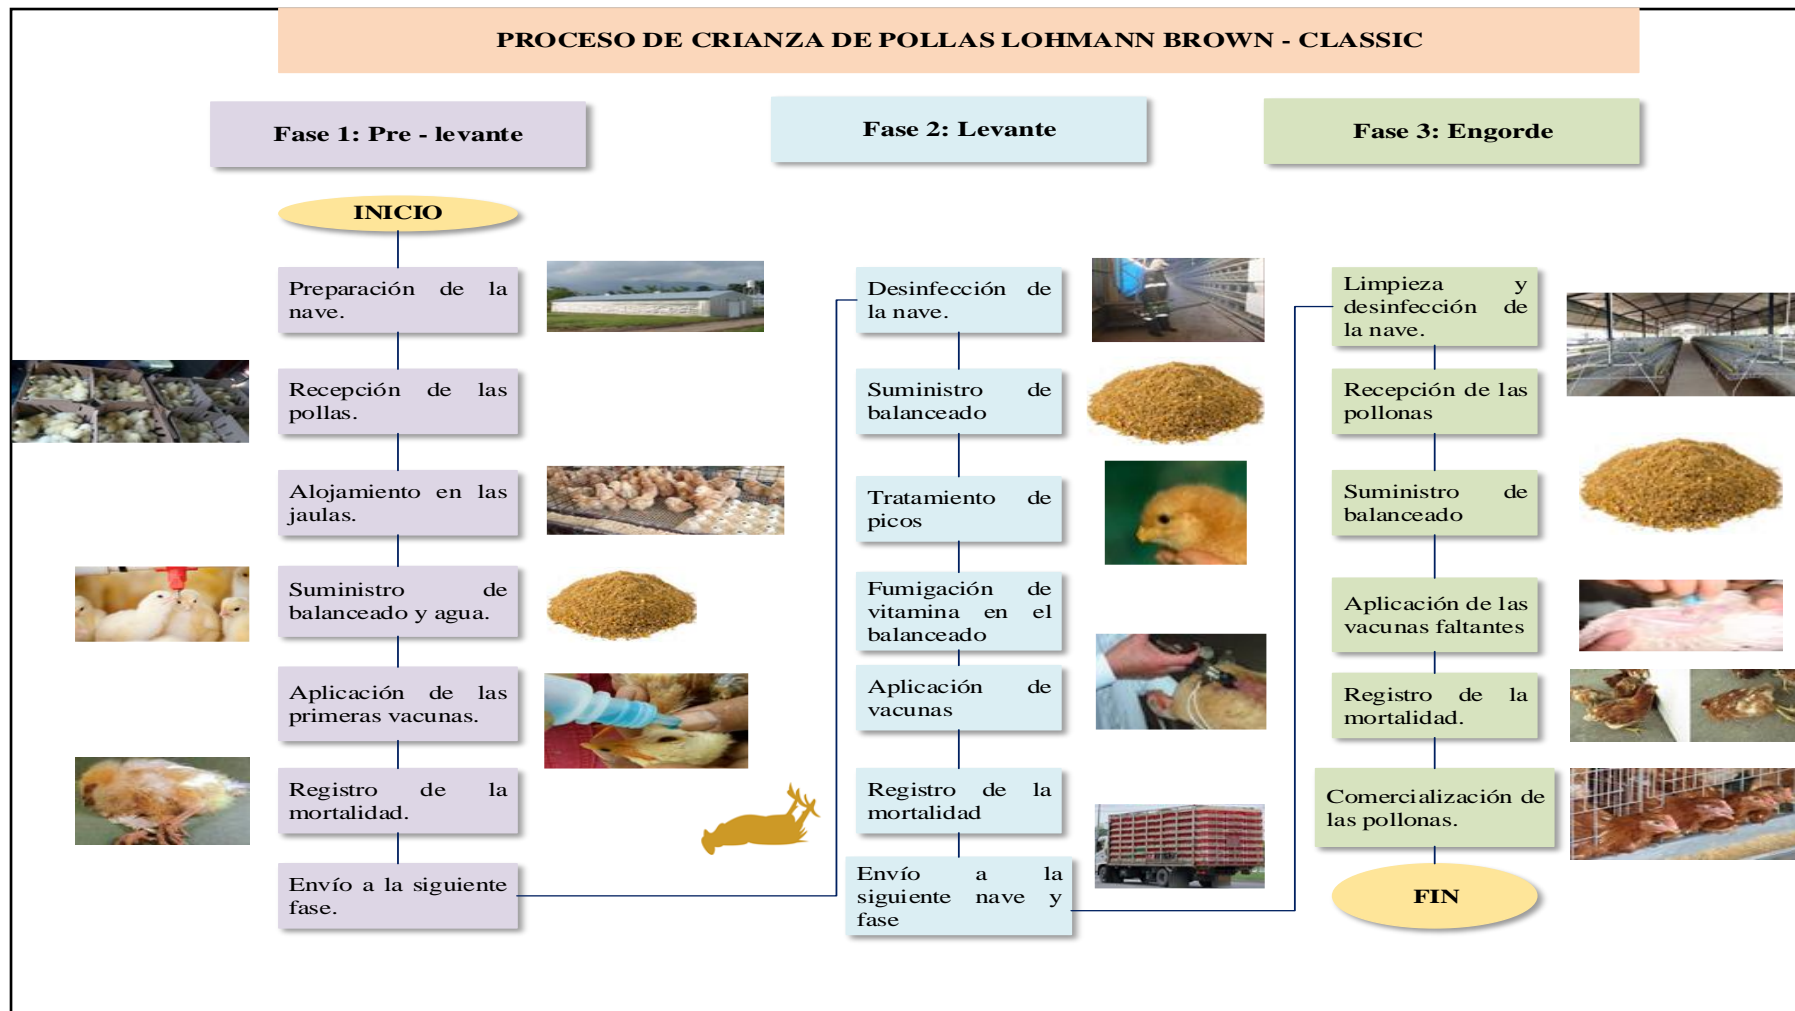 PROCESO DE CRIANZA DE POLLAS LOHMANN BROWN - CLASSIC
Fase 1: Pre - levante
INICIO
Preparación de la
nave.
Recepción de las
pollas.
Alojamiento en las
jaulas.
Suministro de
balanceado y agua.
Aplicación de las
primeras vacunas.
Registro de la
mortalidad.
Envío a la siguiente
fase.
Fase 2: Levante
Desinfección de
la nave.
Suministro de
balanceado
Tratamiento de
picos
Fumigación de
vitamina en el
balanceado
Aplicación de
vacunas
Registro de la
mortalidad
Envío a la
siguiente nave y
fase
Fase 3: Engorde
Limpieza y
desinfección de
la nave.
Recepción de las
pollonas
Suministro de
balanceado
Aplicación de las
vacunas faltantes
Registro de la
mortalidad.
Comercialización de
las pollonas.
FIN